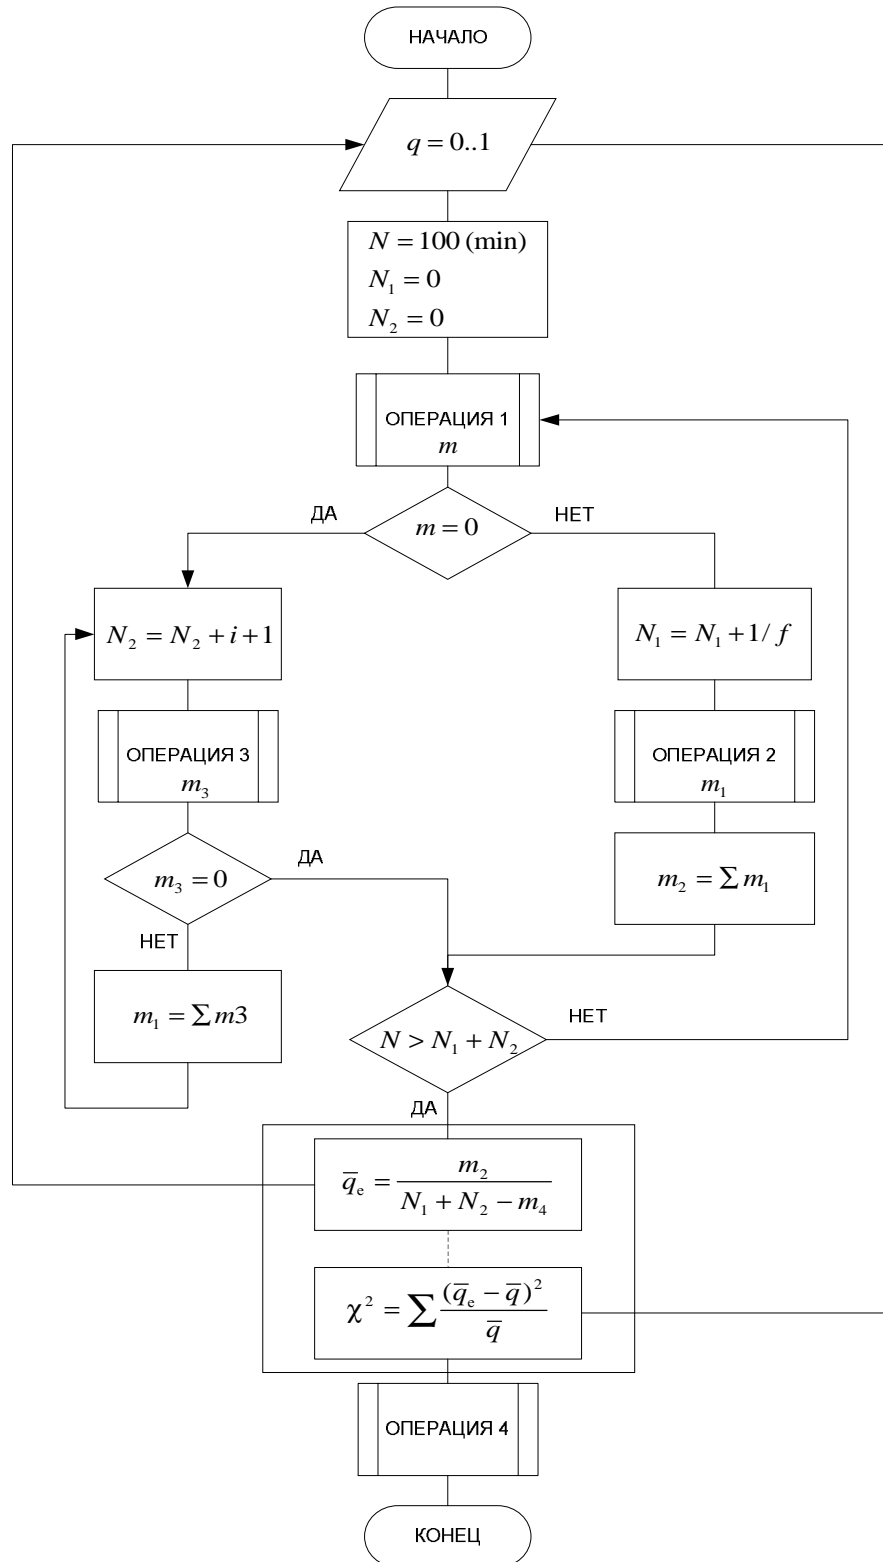 НАЧАЛО
q = 0..1
N = 100 (min)
N₁ = 0
N₂ = 0
ОПЕРАЦИЯ 1
m
ДА
m = 0
НЕТ
N₂ = N₂ + i + 1
N₁ = N₁ + 1 / f
ОПЕРАЦИЯ 3
m₃
ОПЕРАЦИЯ 2
m₁
m₃ = 0
ДА
m₂ = ∑ m₁
НЕТ
m₁ = ∑ m3
N > N₁ + N₂
НЕТ
ДА
q̅ₑ = m₂ / (N₁ + N₂ − m₄)
χ² = ∑ (q̅ₑ − q̅)² / q̅
ОПЕРАЦИЯ 4
КОНЕЦ